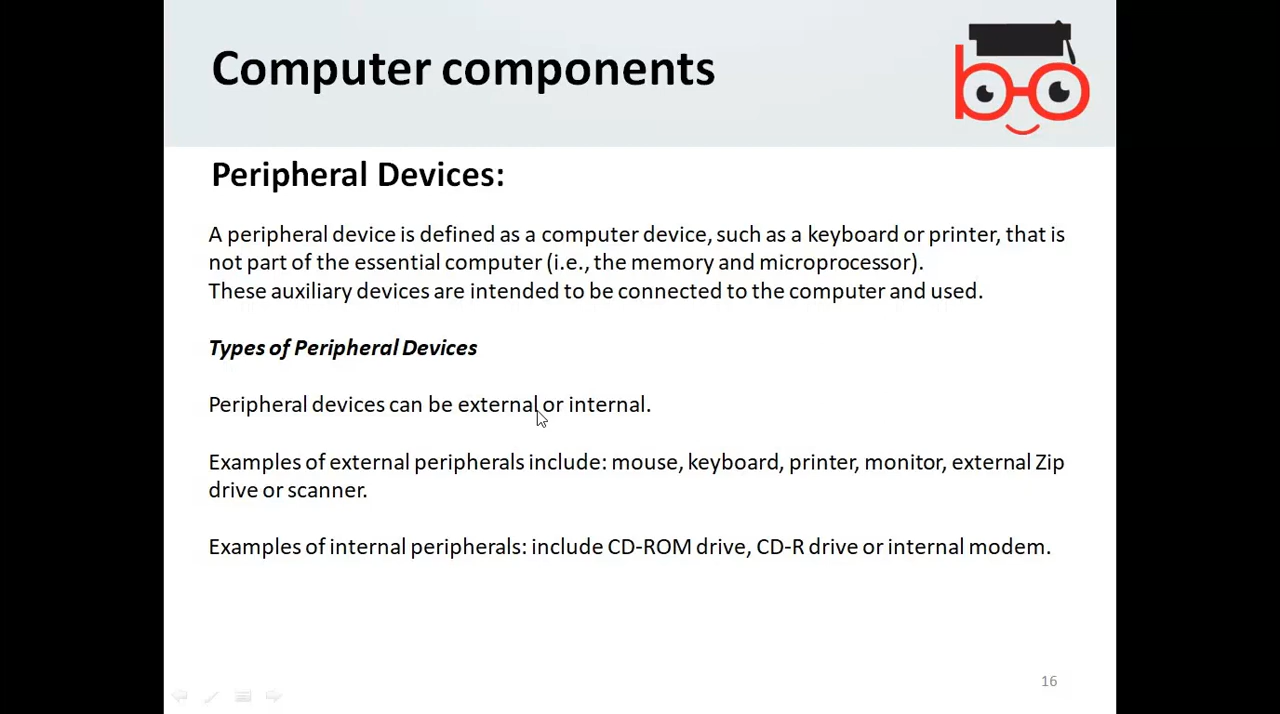 Computer components
Peripheral Devices:
A peripheral device is defined as a computer device, such as a keyboard or printer, that is
not part of the essential computer (i.e., the memory and microprocessor).
These auxiliary devices are intended to be connected to the computer and used.
Types of Peripheral Devices
Peripheral devices can be external or internal.
Examples of external peripherals include: mouse, keyboard, printer, monitor, external Zip
drive or scanner.
Examples of internal peripherals: include CD-ROM drive, CD-R drive or internal modem.
16